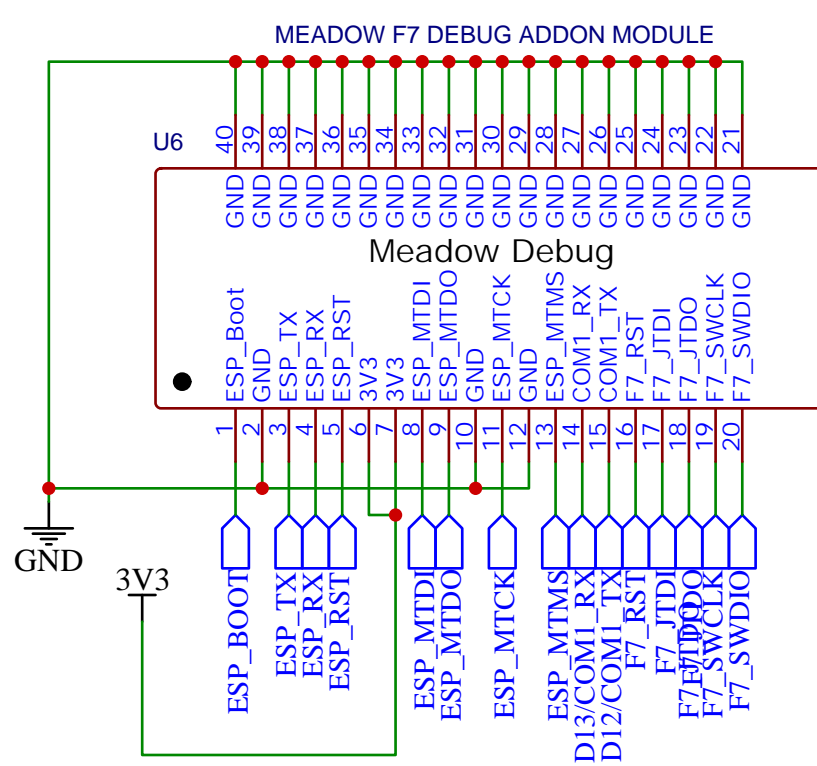 MEADOW F7 DEBUG ADDON MODULE
U6
40 39 38 37 36 35 34 33 32 31 30 29 28 27 26 25 24 23 22 21
GND GND GND GND GND GND GND GND GND GND GND GND GND GND GND GND GND GND GND GND
Meadow Debug
ESP_Boot GND ESP_TX ESP_RX ESP_RST 3V3 3V3 ESP_MTDI ESP_MTDO GND ESP_MTCK GND ESP_MTMS COM1_RX COM1_TX F7_RST F7_JTDI F7_JTDO F7_SWCLK F7_SWDIO
1 2 3 4 5 6 7 8 9 10 11 12 13 14 15 16 17 18 19 20
GND
3V3
ESP_BOOT ESP_TX ESP_RX ESP_RST ESP_MTDI ESP_MTDO ESP_MTCK ESP_MTMS D13/COM1_RX D12/COM1_TX F7_RST F7_JTDI F7_JTDO F7_SWCLK F7_SWDIO